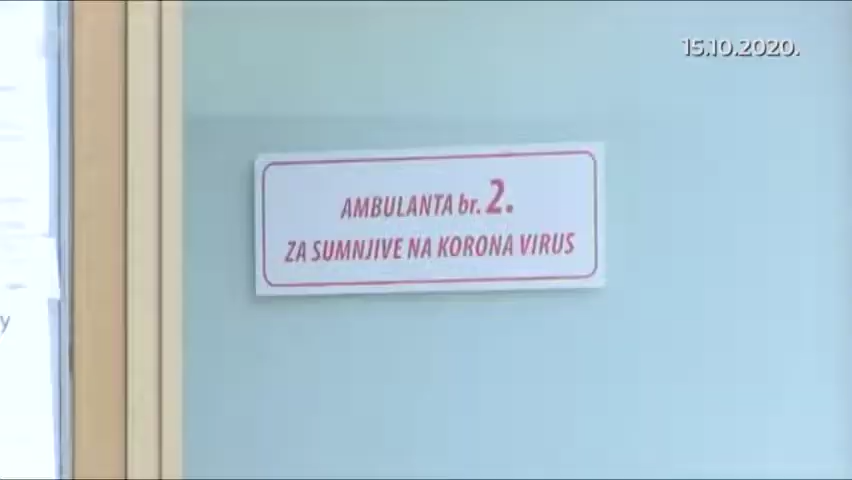 15.10.2020.
AMBULANTA br. 2.
ZA SUMNJIVE NA KORONA VIRUS
y